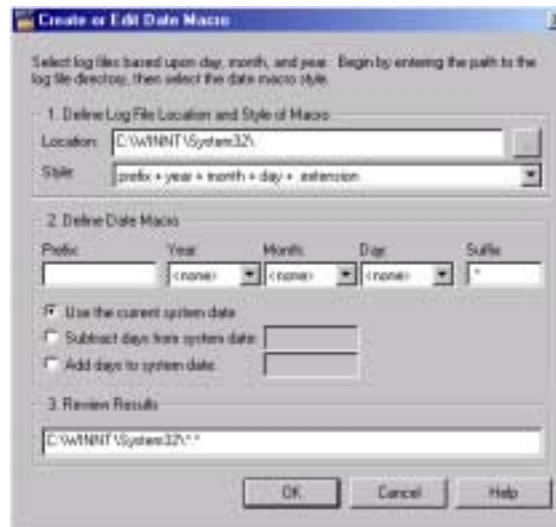 Create or Edit Date Macro
Select log files based upon day, month, and year. Begin by entering the path to the
log file directory, then select the date macro style.
1. Define Log File Location and Style of Macro
Location: C:\WINNT\System32\
...
Style: prefix + year + month + day + .extension
2. Define Date Macro
Prefix: Year: Month: Day: Suffix:
<none> <none> <none> .*
Use the current system date
Subtract days from system date:
Add days to system date:
3. Review Results
C:\WINNT\System32\*.*
OK Cancel Help